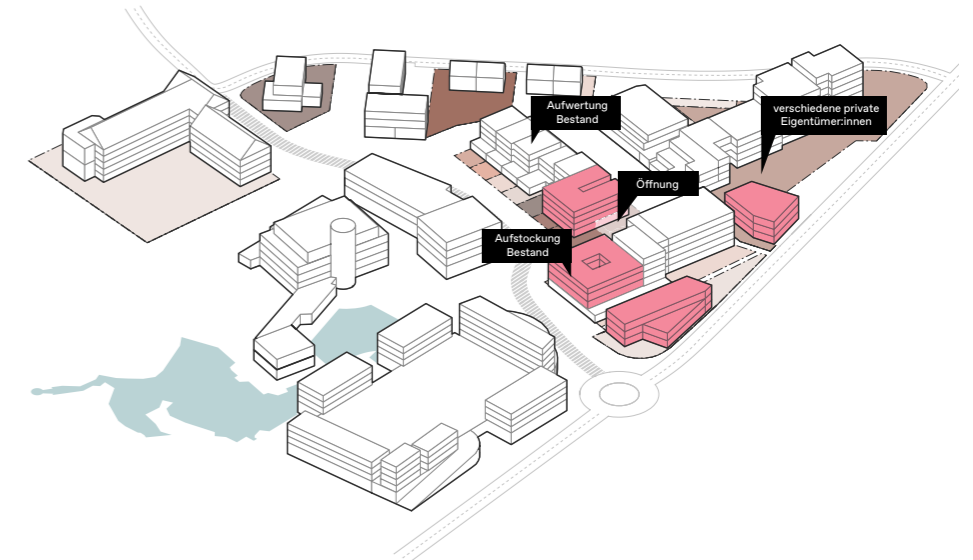 Aufwertung
Bestand
verschiedene private
Eigentümer:innen
Öffnung
Aufstockung
Bestand